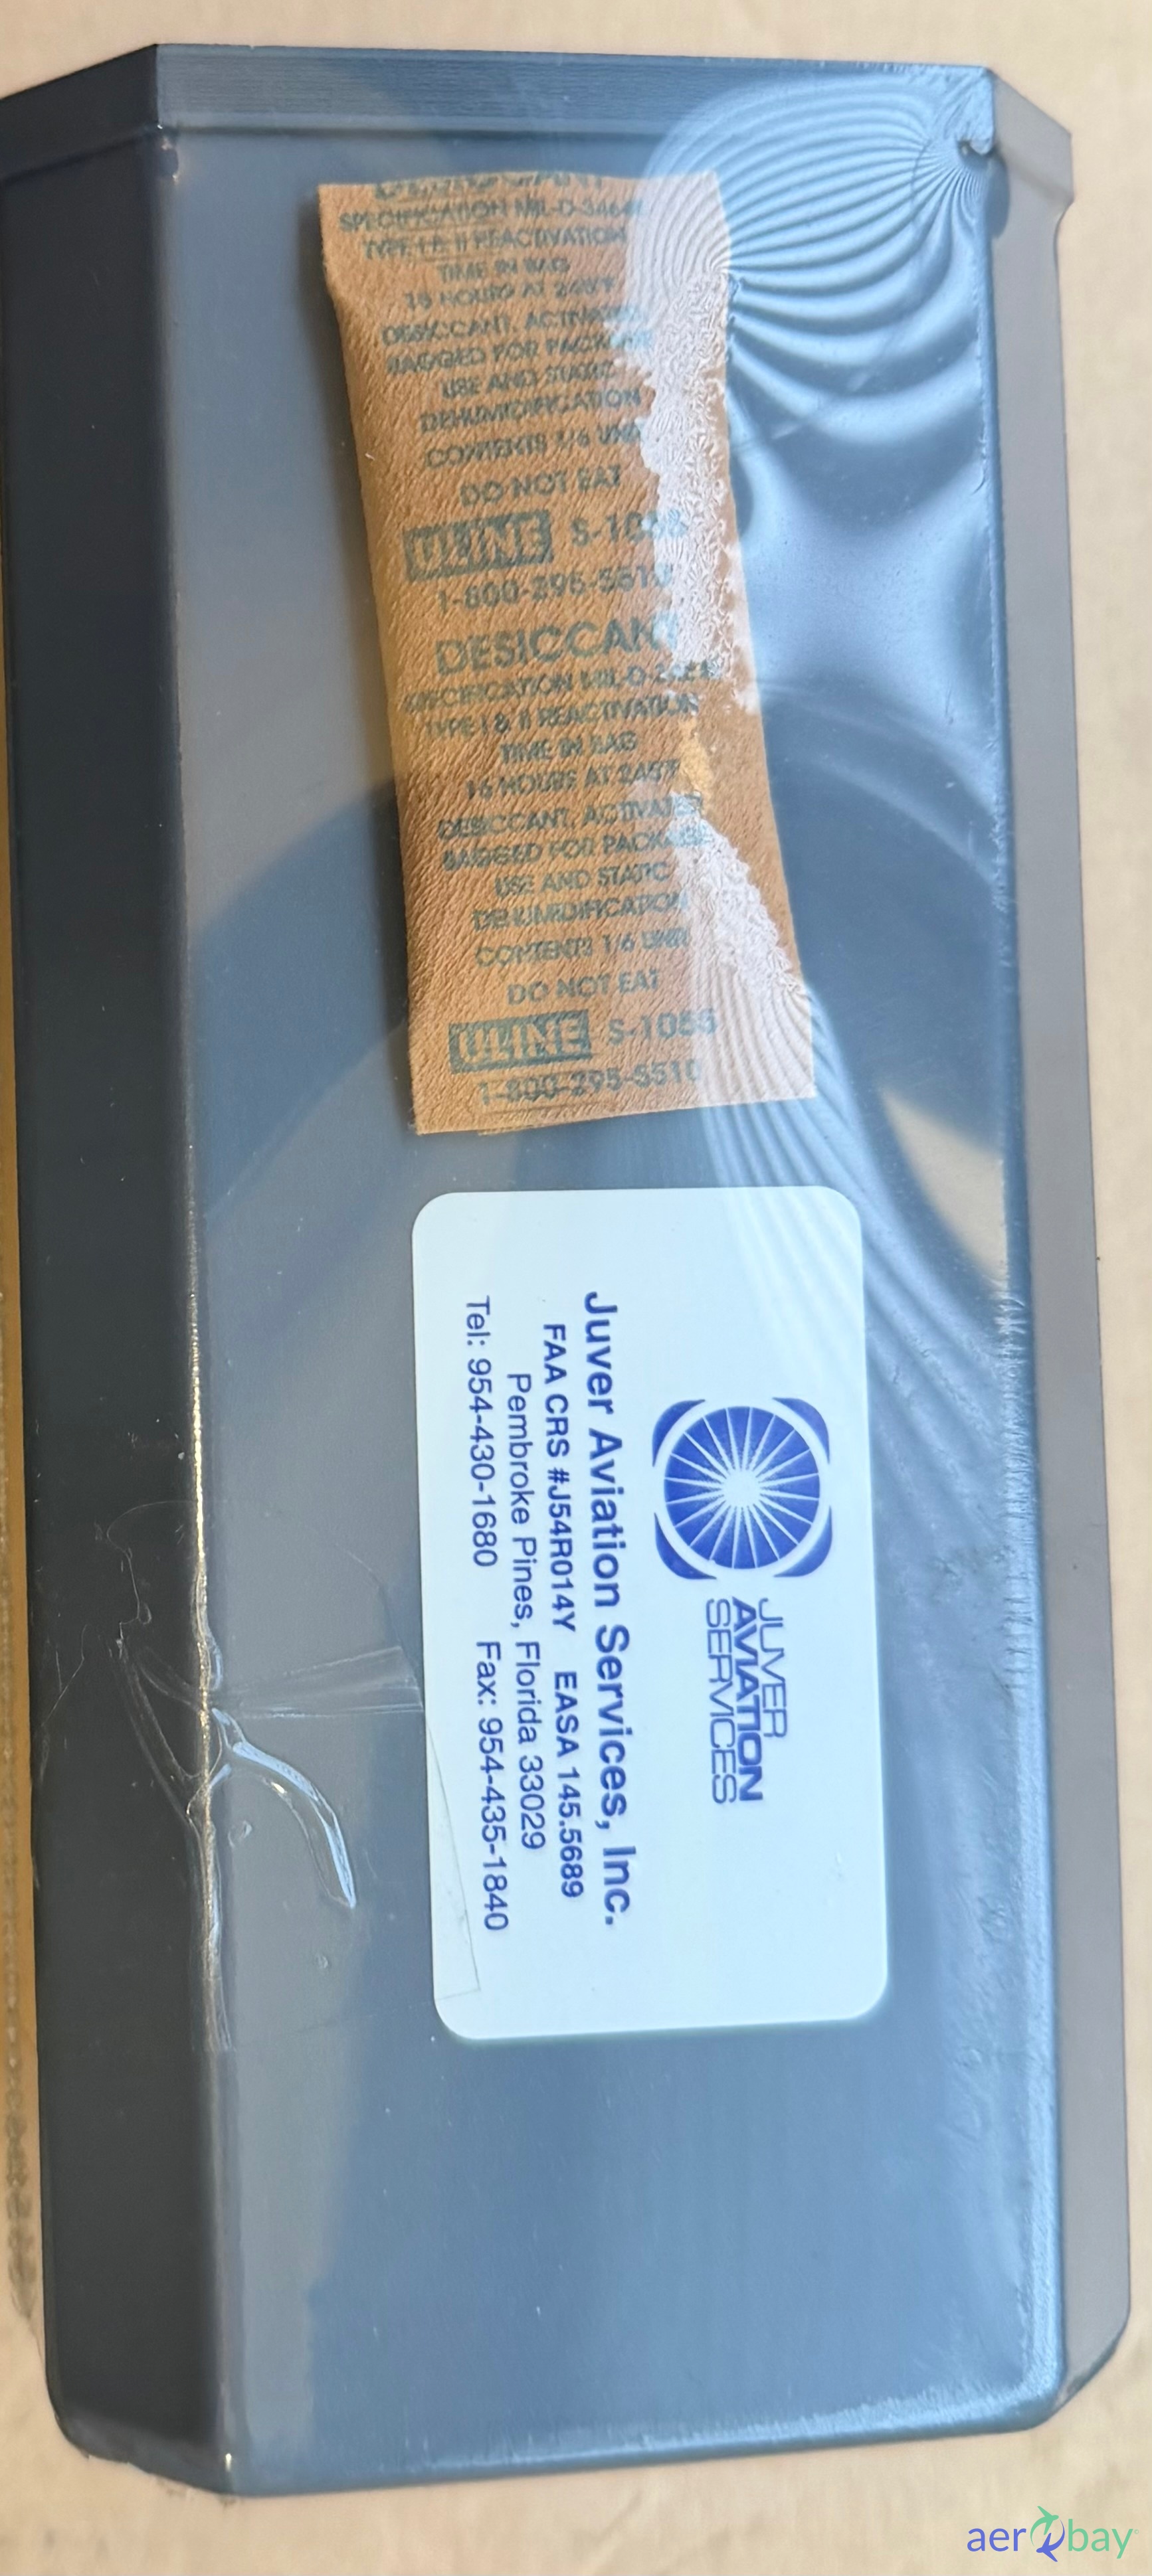 SPECIFICATION MIL-D-3464
TYPE I & II REACTIVATION
TIME IN BAG
16 HOURS AT 245°F
DESICCANT, ACTIVATED
BAGGED FOR PACKAGE
USE AND STATIC
DEHUMIDIFICATION
CONTENTS 1/6 UNIT
DO NOT EAT
ULINE S-1055
1-800-295-5510
DESICCANT
SPECIFICATION MIL-D-3464
TYPE I & II REACTIVATION
TIME IN BAG
16 HOURS AT 245°F
DESICCANT, ACTIVATED
BAGGED FOR PACKAGE
USE AND STATIC
DEHUMIDIFICATION
CONTENTS 1/6 UNIT
DO NOT EAT
ULINE S-1055
1-800-295-5510
JUVER
AVIATION
SERVICES
Juver Aviation Services, Inc.
FAA CRS #J54R014Y EASA 145.5689
Pembroke Pines, Florida 33029
Tel: 954-430-1680 Fax: 954-435-1840
aerobay